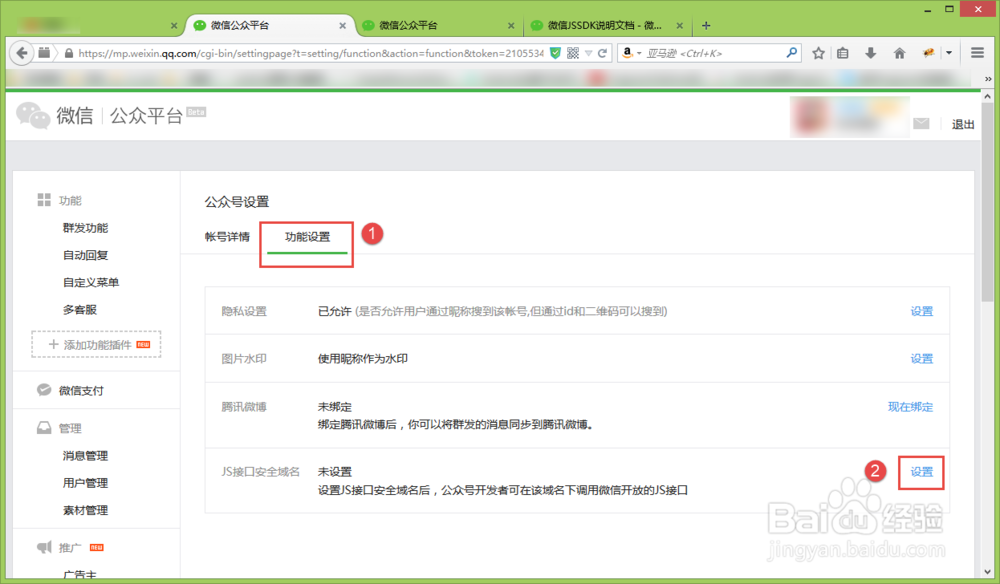 微信公众平台
微信公众平台
微信JSSDK说明文档 - 微...
https://mp.weixin.qq.com/cgi-bin/settingpage?t=setting/function&action=function&token=2105534
亚马逊 <Ctrl+K>
微信 | 公众平台 Beta
退出
功能
群发功能
自动回复
自定义菜单
多客服
添加功能插件 NEW
微信支付
管理
消息管理
用户管理
素材管理
推广 NEW
广告主
公众号设置
帐号详情 功能设置 1
隐私设置 已允许 (是否允许用户通过昵称搜到该帐号,但通过id和二维码可以搜到) 设置
图片水印 使用昵称作为水印 设置
腾讯微博 未绑定 现在绑定
绑定腾讯微博后，你可以将群发的消息同步到腾讯微博。
JS接口安全域名 未设置 2 设置
设置JS接口安全域名后，公众号开发者可在该域名下调用微信开放的JS接口
Baidu 经验
jingyan.baidu.com